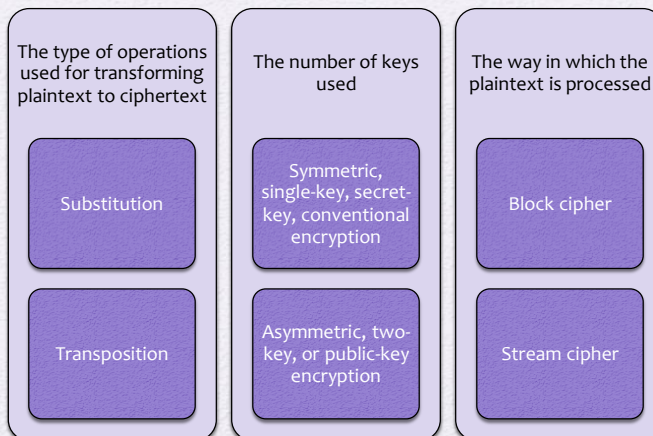 The type of operations
used for transforming
plaintext to ciphertext
Substitution
Transposition
The number of keys
used
Symmetric,
single-key, secret-
key, conventional
encryption
Asymmetric, two-
key, or public-key
encryption
The way in which the
plaintext is processed
Block cipher
Stream cipher